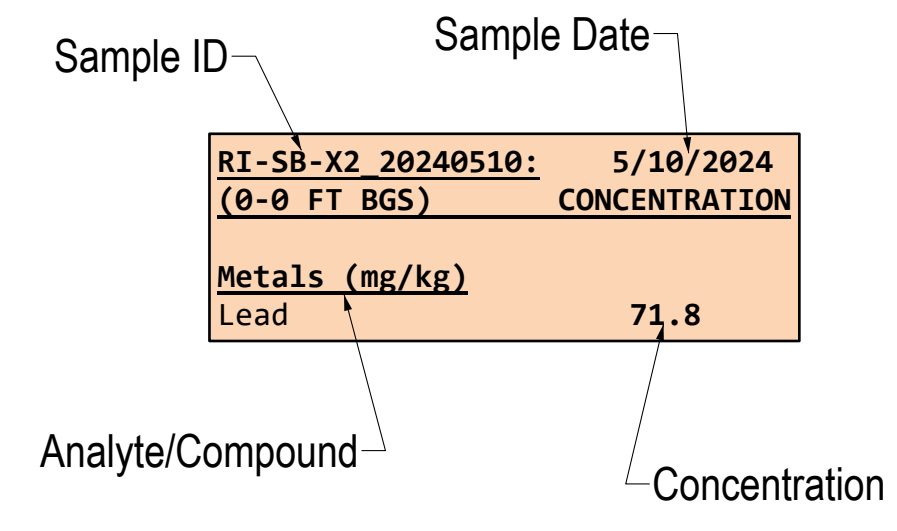 Sample ID
Sample Date
RI-SB-X2_20240510: 5/10/2024
(0-0 FT BGS) CONCENTRATION
Metals (mg/kg)
Lead 71.8
Analyte/Compound
Concentration